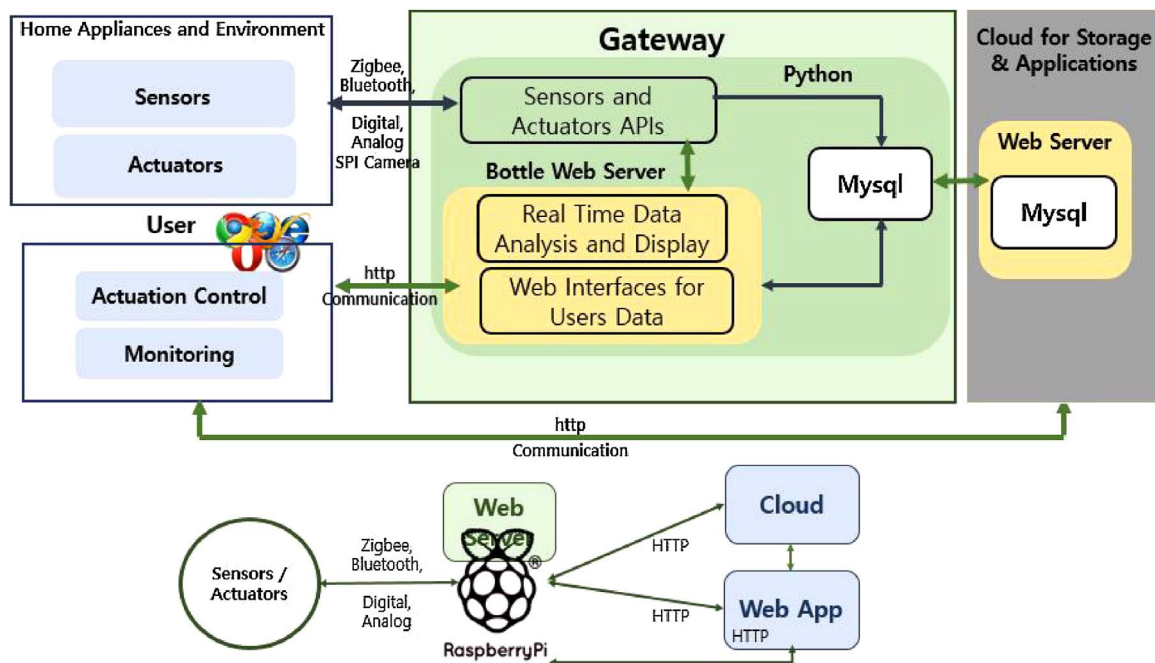 Home Appliances and Environment
Sensors
Actuators
User
Actuation Control
Monitoring
Zigbee,
Bluetooth,
Digital,
Analog
SPI Camera
http
Communication
Gateway
Python
Sensors and
Actuators APIs
Bottle Web Server
Real Time Data
Analysis and Display
Web Interfaces for
Users Data
Mysql
Cloud for Storage
& Applications
Web Server
Mysql
http
Communication
Sensors /
Actuators
Zigbee,
Bluetooth,
Digital,
Analog
Web
Server
®
RaspberryPi
HTTP
HTTP
Cloud
Web App
HTTP